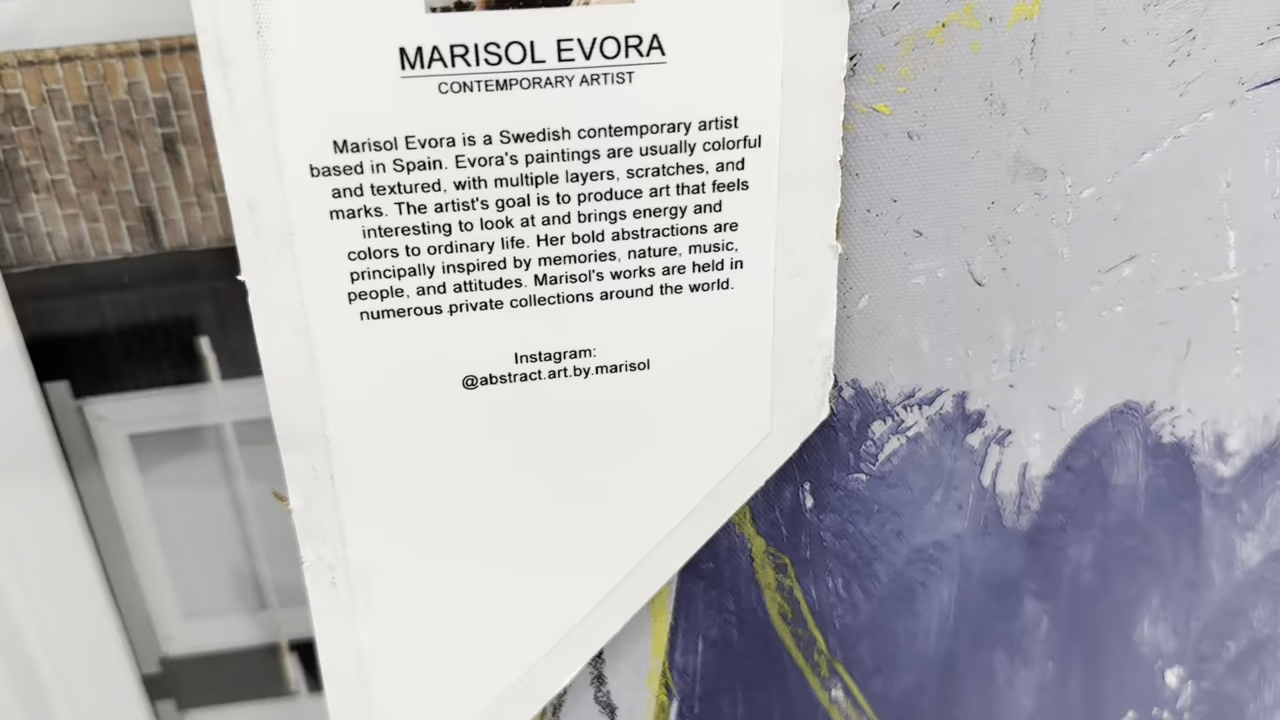 MARISOL EVORA
CONTEMPORARY ARTIST
Marisol Evora is a Swedish contemporary artist
based in Spain. Evora's paintings are usually colorful
and textured, with multiple layers, scratches, and
marks. The artist's goal is to produce art that feels
interesting to look at and brings energy and
colors to ordinary life. Her bold abstractions are
principally inspired by memories, nature, music,
people, and attitudes. Marisol's works are held in
numerous private collections around the world.
Instagram:
@abstract.art.by.marisol